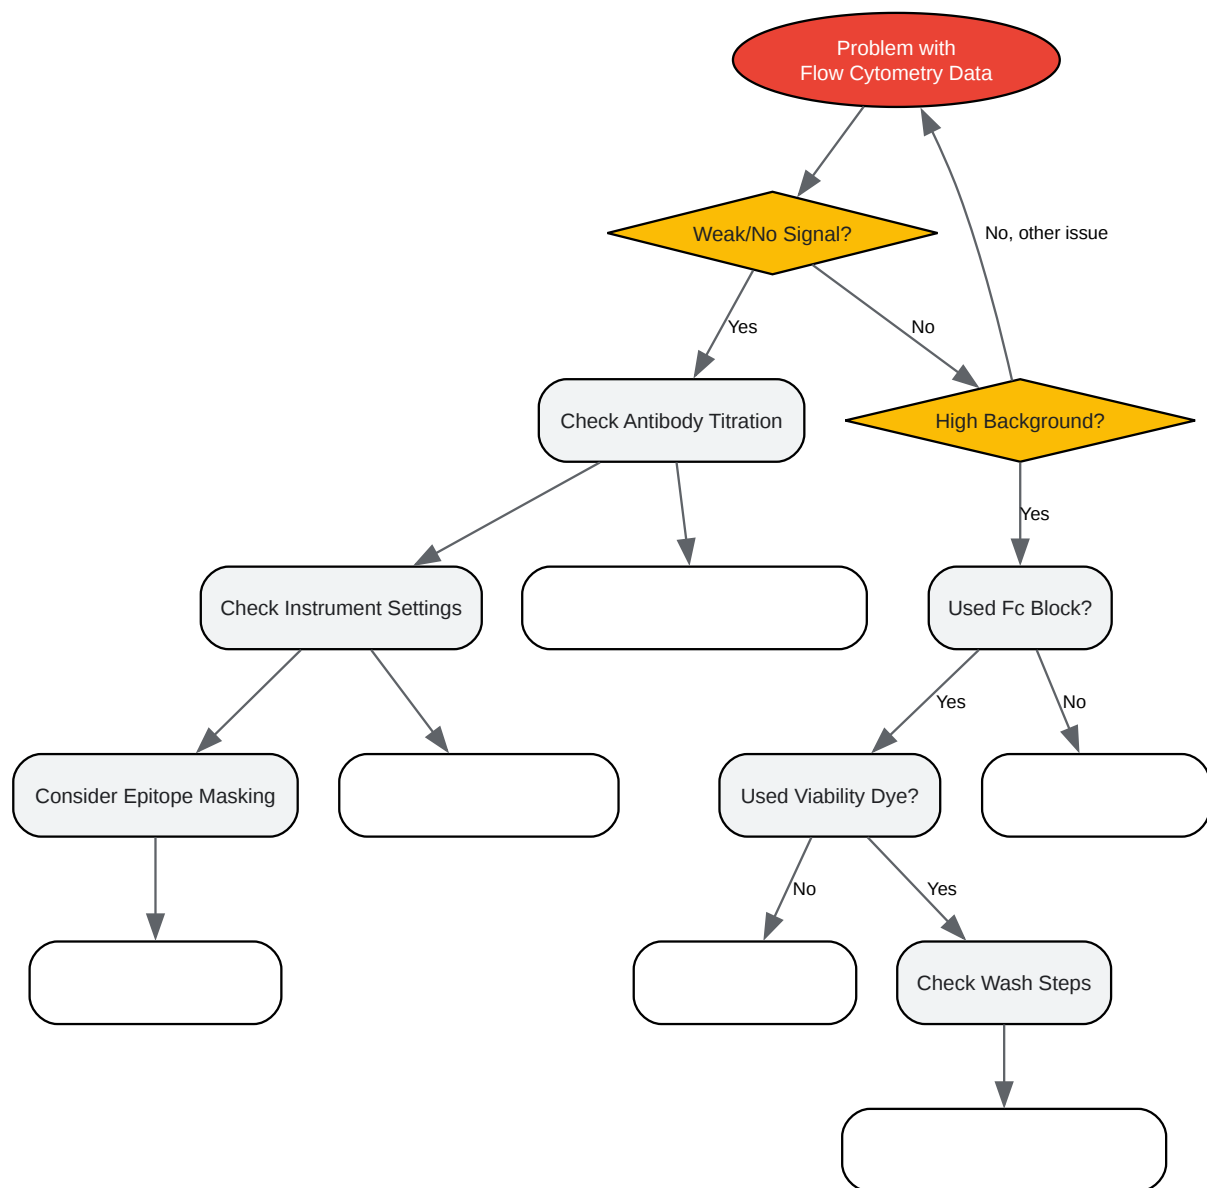 Problem with
Flow Cytometry Data
Weak/No Signal?
No, other issue
Yes
No
Check Antibody Titration
High Background?
Yes
Check Instrument Settings
Used Fc Block?
Yes
No
Consider Epitope Masking
Used Viability Dye?
No
Yes
Check Wash Steps